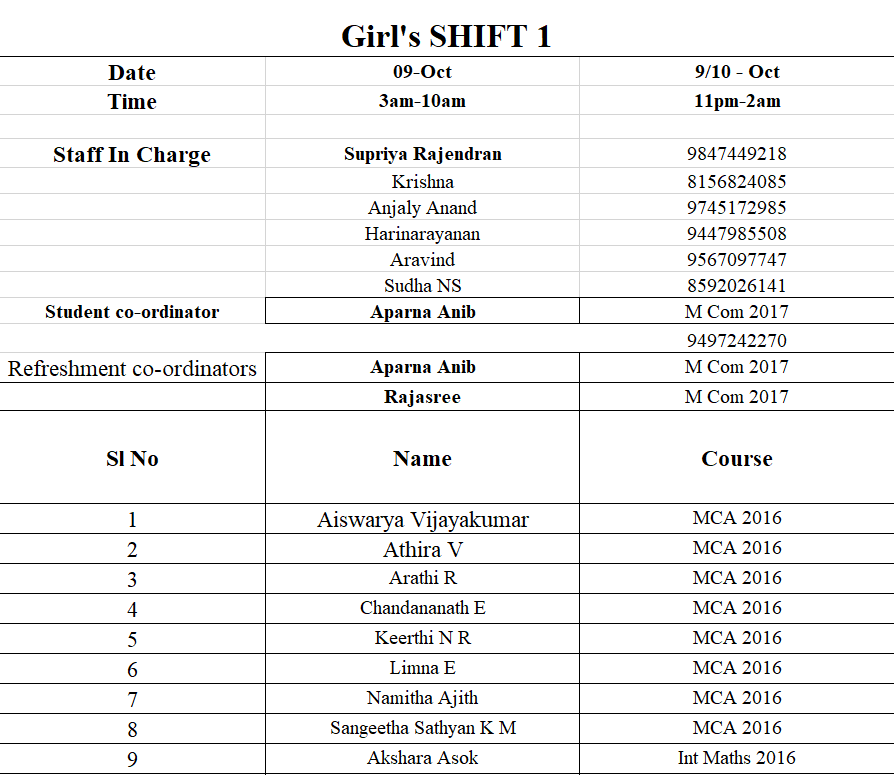 Girl's SHIFT 1
Date 09-Oct 9/10 - Oct
Time 3am-10am 11pm-2am
Staff In Charge Supriya Rajendran 9847449218
Krishna 8156824085
Anjaly Anand 9745172985
Harinarayanan 9447985508
Aravind 9567097747
Sudha NS 8592026141
Student co-ordinator Aparna Anib M Com 2017
9497242270
Refreshment co-ordinators Aparna Anib M Com 2017
Rajasree M Com 2017
Sl No Name Course
1 Aiswarya Vijayakumar MCA 2016
2 Athira V MCA 2016
3 Arathi R MCA 2016
4 Chandananath E MCA 2016
5 Keerthi N R MCA 2016
6 Limna E MCA 2016
7 Namitha Ajith MCA 2016
8 Sangeetha Sathyan K M MCA 2016
9 Akshara Asok Int Maths 2016